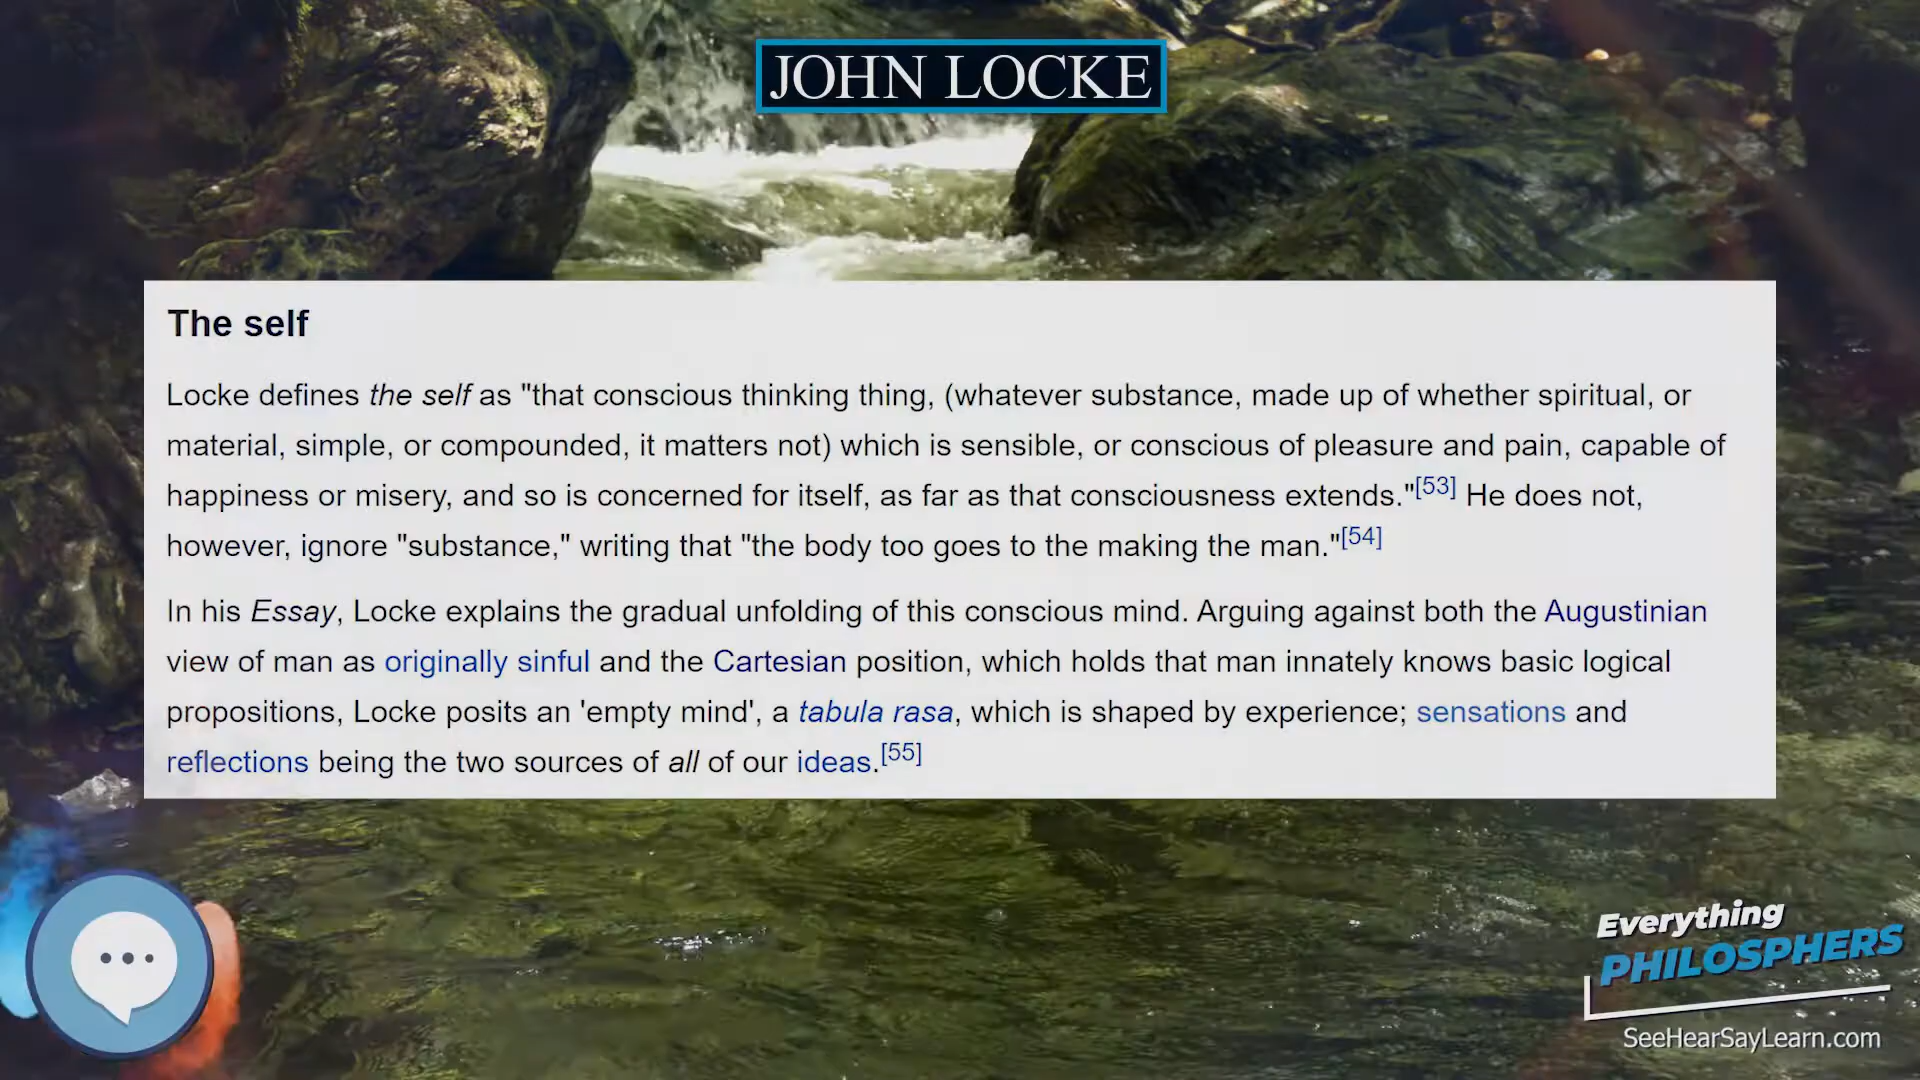 JOHN LOCKE
The self
Locke defines the self as "that conscious thinking thing, (whatever substance, made up of whether spiritual, or
material, simple, or compounded, it matters not) which is sensible, or conscious of pleasure and pain, capable of
happiness or misery, and so is concerned for itself, as far as that consciousness extends."[53] He does not,
however, ignore "substance," writing that "the body too goes to the making the man."[54]
In his Essay, Locke explains the gradual unfolding of this conscious mind. Arguing against both the Augustinian
view of man as originally sinful and the Cartesian position, which holds that man innately knows basic logical
propositions, Locke posits an 'empty mind', a tabula rasa, which is shaped by experience; sensations and
reflections being the two sources of all of our ideas.[55]
Everything
PHILOSPHERS
SeeHearSayLearn.com